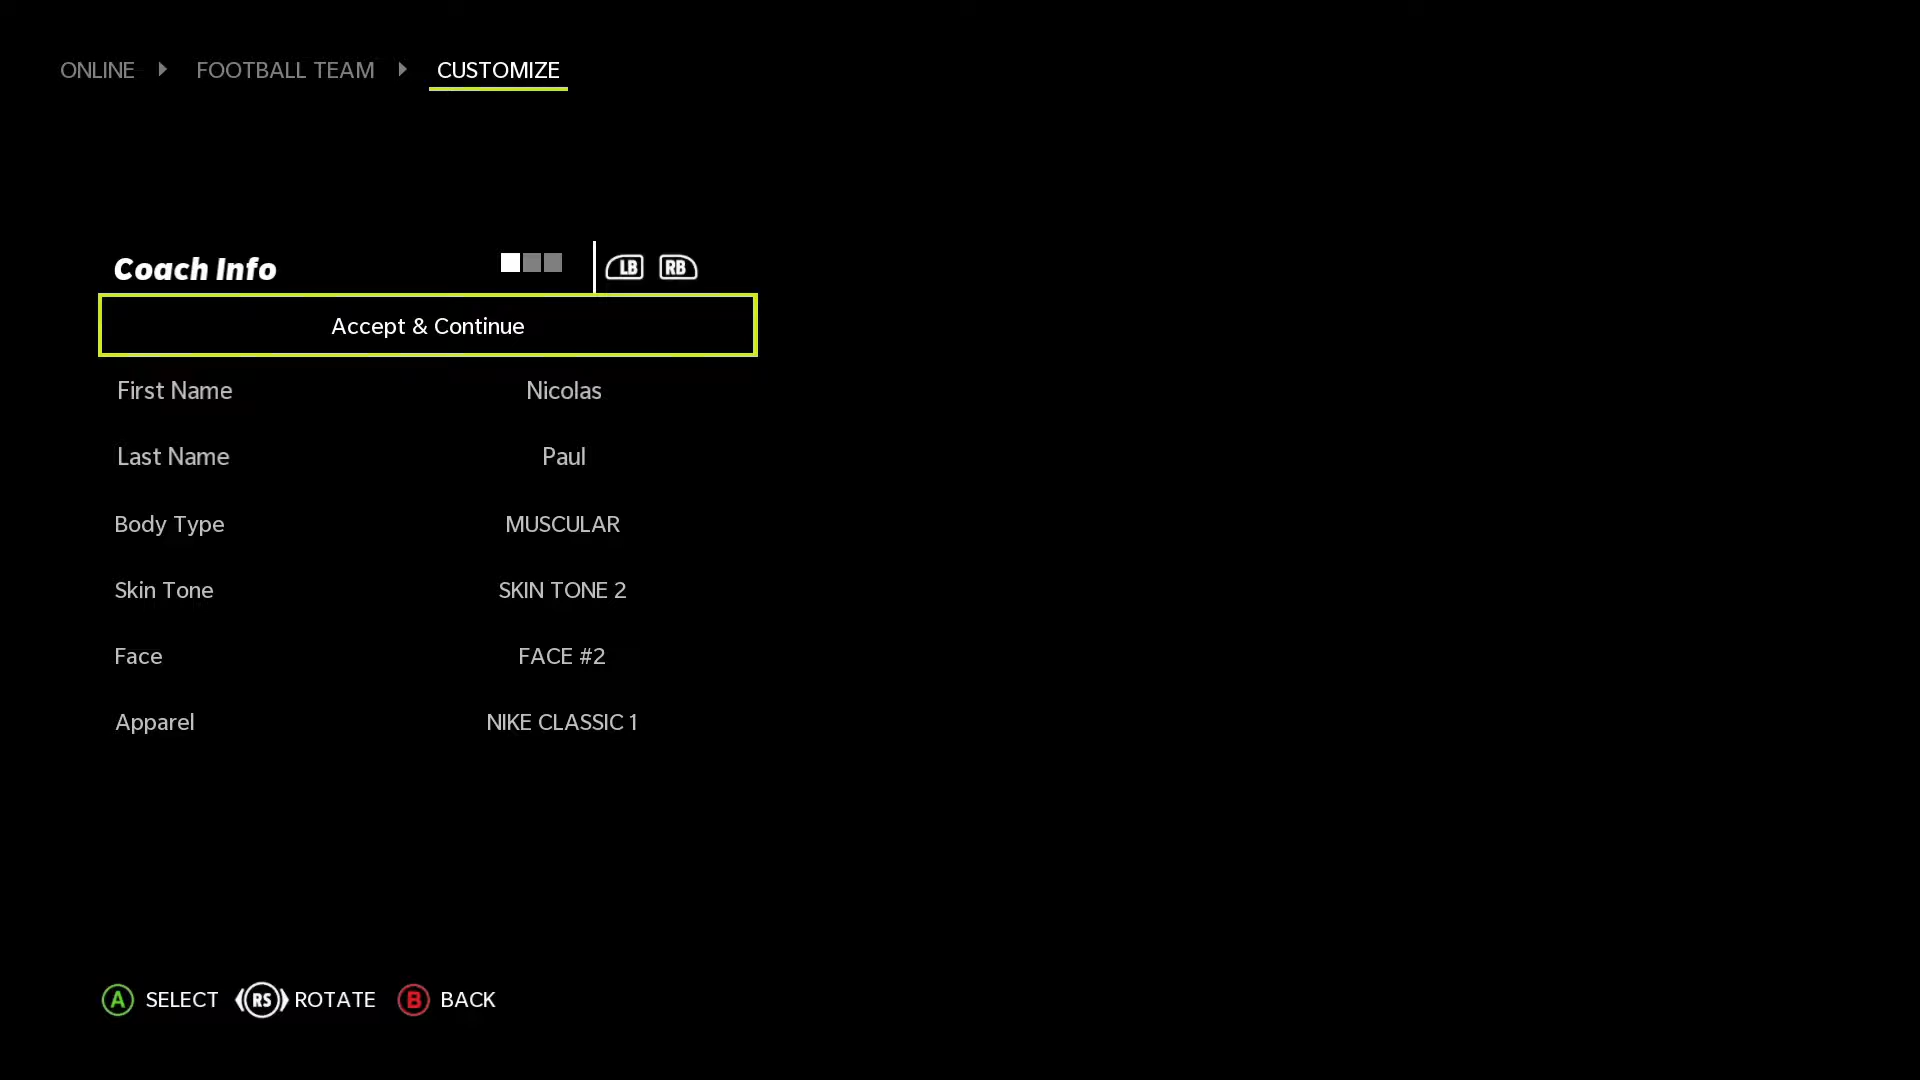 ONLINE FOOTBALL TEAM CUSTOMIZE
Coach Info LB RB
Accept & Continue
First Name Nicolas
Last Name Paul
Body Type MUSCULAR
Skin Tone SKIN TONE 2
Face FACE #2
Apparel NIKE CLASSIC 1
A SELECT RS ROTATE B BACK